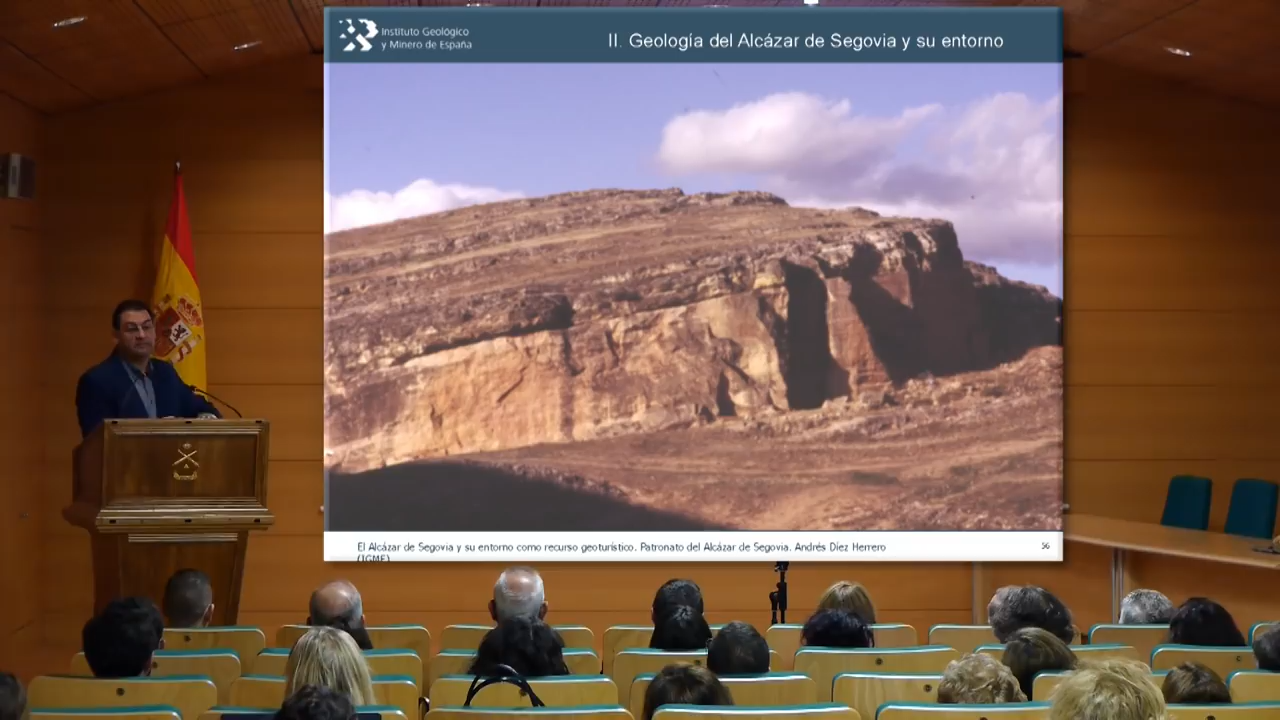 Instituto Geológico
y Minero de España
II. Geología del Alcázar de Segovia y su entorno
El Alcázar de Segovia y su entorno como recurso geoturístico. Patronato del Alcázar de Segovia. Andrés Díez Herrero
(IGME)
56